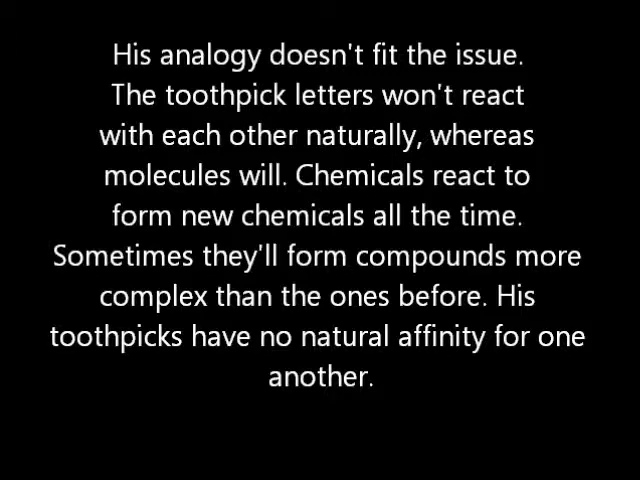 His analogy doesn't fit the issue.
The toothpick letters won't react
with each other naturally, whereas
molecules will. Chemicals react to
form new chemicals all the time.
Sometimes they'll form compounds more
complex than the ones before. His
toothpicks have no natural affinity for one
another.